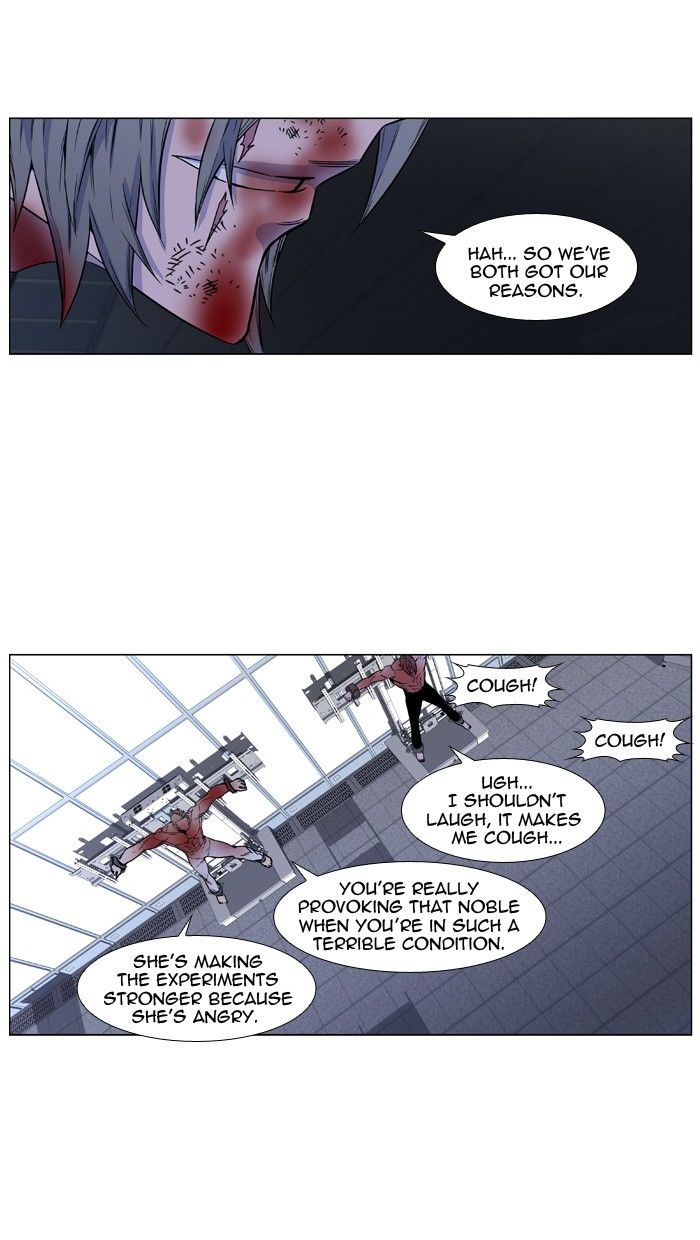 HAH... SO WE'VE
BOTH GOT OUR
REASONS.
COUGH!
COUGH!
UGH...
I SHOULDN'T
LAUGH, IT MAKES
ME COUGH...
YOU'RE REALLY
PROVOKING THAT NOBLE
WHEN YOU'RE IN SUCH A
TERRIBLE CONDITION.
SHE'S MAKING
THE EXPERIMENTS
STRONGER BECAUSE
SHE'S ANGRY.